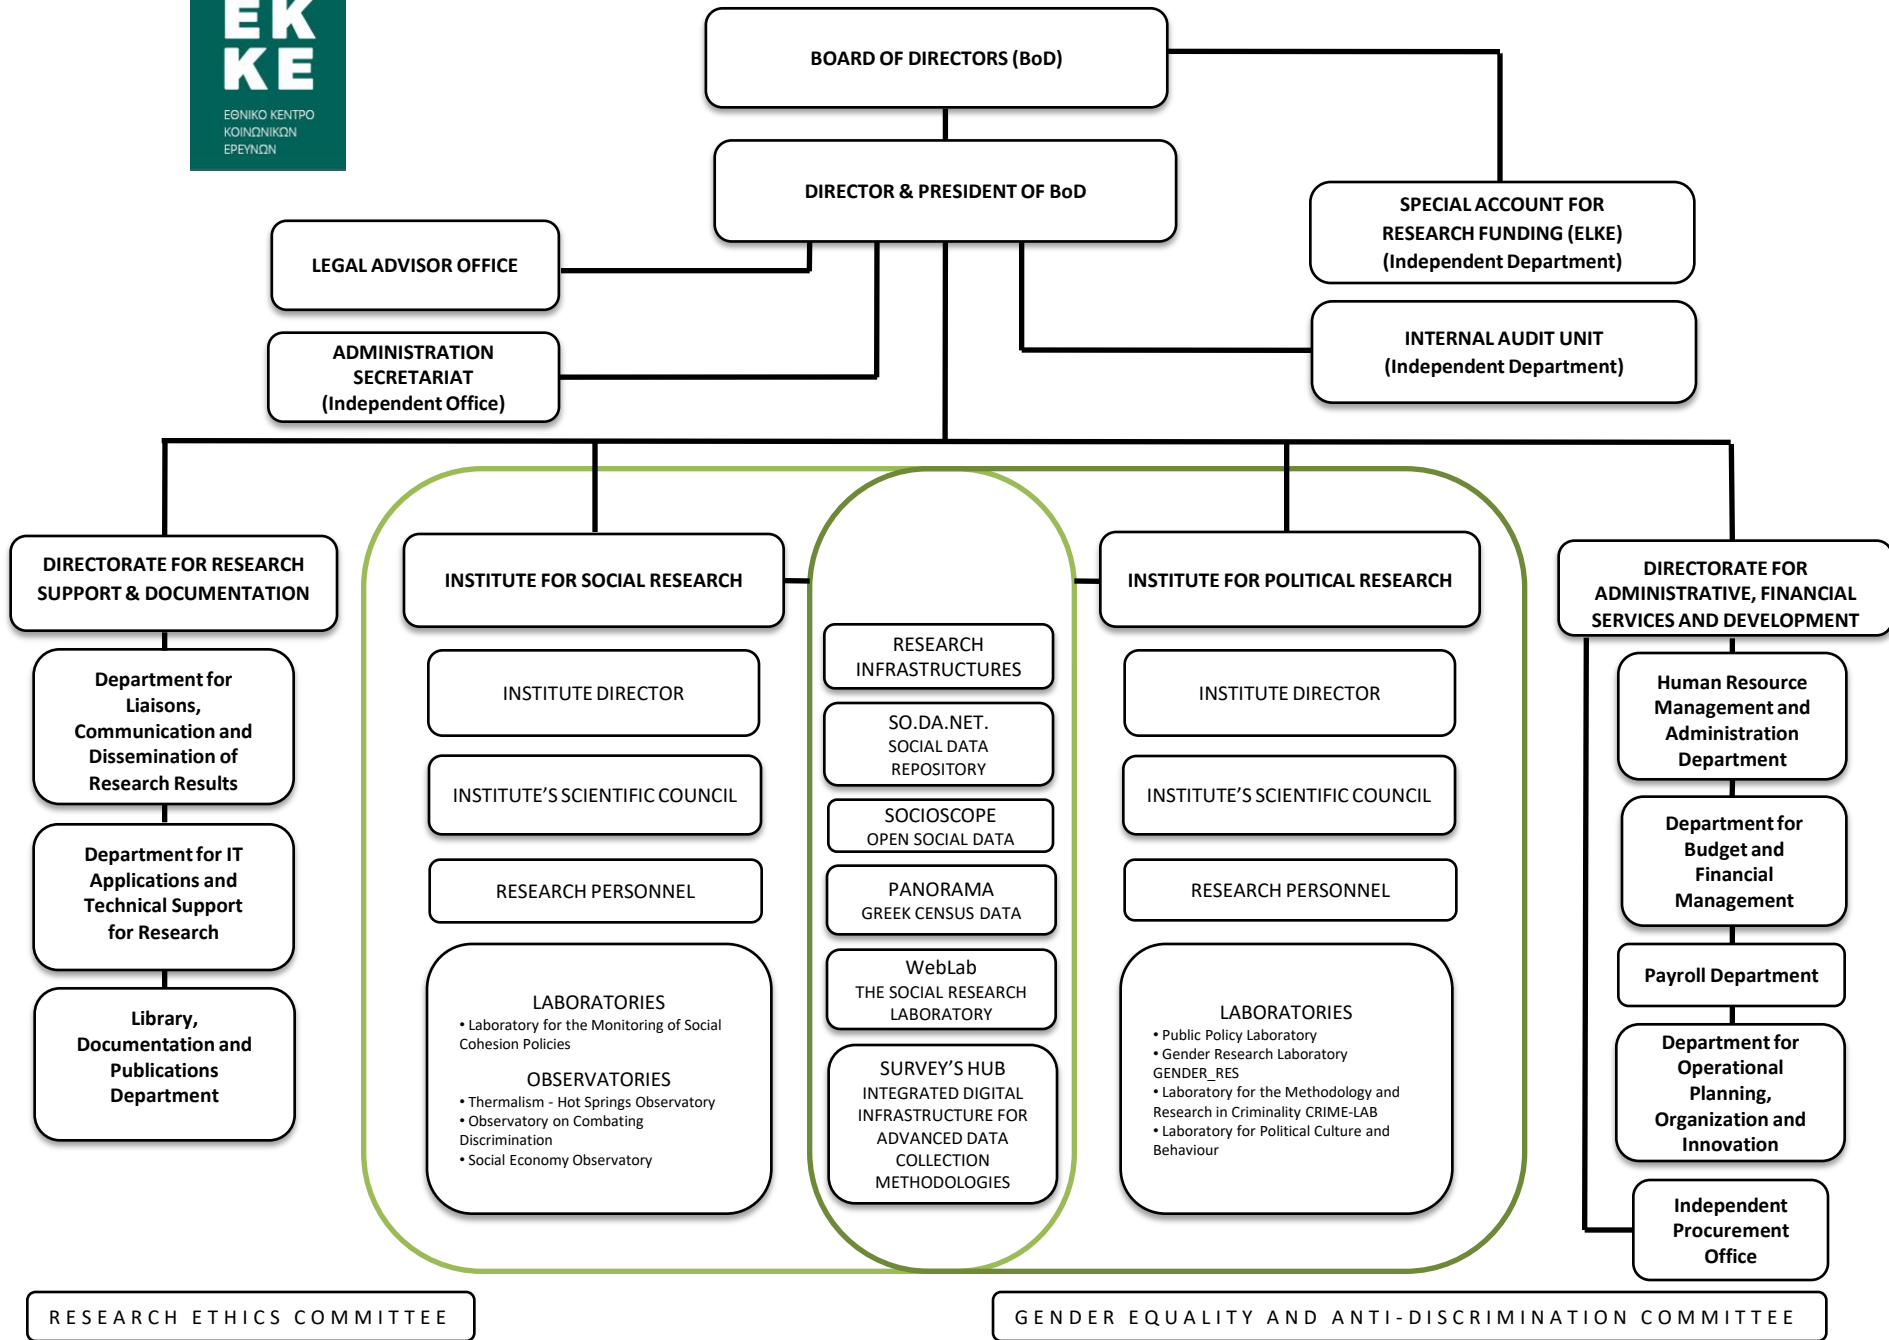 EK
KE
ΕΘΝΙΚΟ ΚΕΝΤΡΟ
ΚΟΙΝΩΝΙΚΩΝ
ΕΡΕΥΝΩΝ
BOARD OF DIRECTORS (BoD)
DIRECTOR & PRESIDENT OF BoD
SPECIAL ACCOUNT FOR
RESEARCH FUNDING (ELKE)
(Independent Department)
LEGAL ADVISOR OFFICE
INTERNAL AUDIT UNIT
(Independent Department)
ADMINISTRATION
SECRETARIAT
(Independent Office)
DIRECTORATE FOR RESEARCH
SUPPORT & DOCUMENTATION
Department for
Liaisons,
Communication and
Dissemination of
Research Results
Department for IT
Applications and
Technical Support
for Research
Library,
Documentation and
Publications
Department
INSTITUTE FOR SOCIAL RESEARCH
INSTITUTE DIRECTOR
INSTITUTE'S SCIENTIFIC COUNCIL
RESEARCH PERSONNEL
LABORATORIES
• Laboratory for the Monitoring of Social
Cohesion Policies
OBSERVATORIES
• Thermalism - Hot Springs Observatory
• Observatory on Combating
Discrimination
• Social Economy Observatory
RESEARCH
INFRASTRUCTURES
SO.DA.NET.
SOCIAL DATA
REPOSITORY
SOCIOSCOPE
OPEN SOCIAL DATA
PANORAMA
GREEK CENSUS DATA
WebLab
THE SOCIAL RESEARCH
LABORATORY
SURVEY'S HUB
INTEGRATED DIGITAL
INFRASTRUCTURE FOR
ADVANCED DATA
COLLECTION
METHODOLOGIES
INSTITUTE FOR POLITICAL RESEARCH
INSTITUTE DIRECTOR
INSTITUTE'S SCIENTIFIC COUNCIL
RESEARCH PERSONNEL
LABORATORIES
• Public Policy Laboratory
• Gender Research Laboratory
GENDER_RES
• Laboratory for the Methodology and
Research in Criminality CRIME-LAB
• Laboratory for Political Culture and
Behaviour
DIRECTORATE FOR
ADMINISTRATIVE, FINANCIAL
SERVICES AND DEVELOPMENT
Human Resource
Management and
Administration
Department
Department for
Budget and
Financial
Management
Payroll Department
Department for
Operational
Planning,
Organization and
Innovation
Independent
Procurement
Office
RESEARCH ETHICS COMMITTEE
GENDER EQUALITY AND ANTI-DISCRIMINATION COMMITTEE